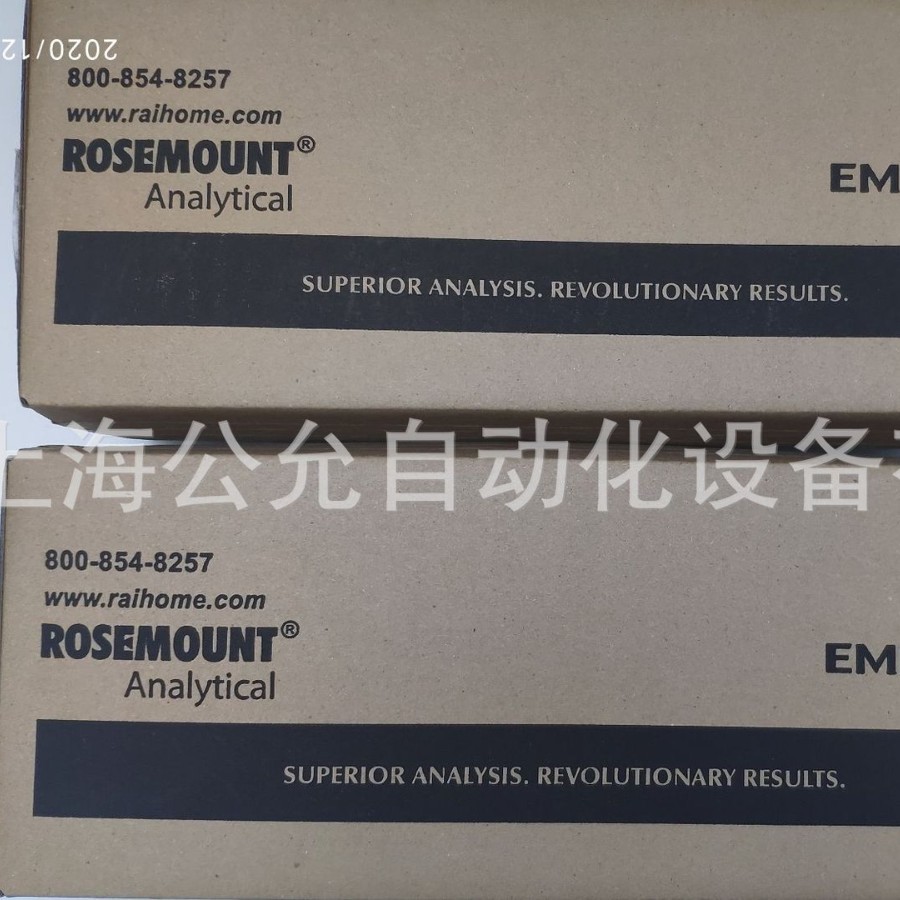 2020/12
800-854-8257
www.raihome.com
ROSEMOUNT®
Analytical
EM
SUPERIOR ANALYSIS. REVOLUTIONARY RESULTS.
上海公允自动化设备有
800-854-8257
www.raihome.com
ROSEMOUNT®
Analytical
EM
SUPERIOR ANALYSIS. REVOLUTIONARY RESULTS.